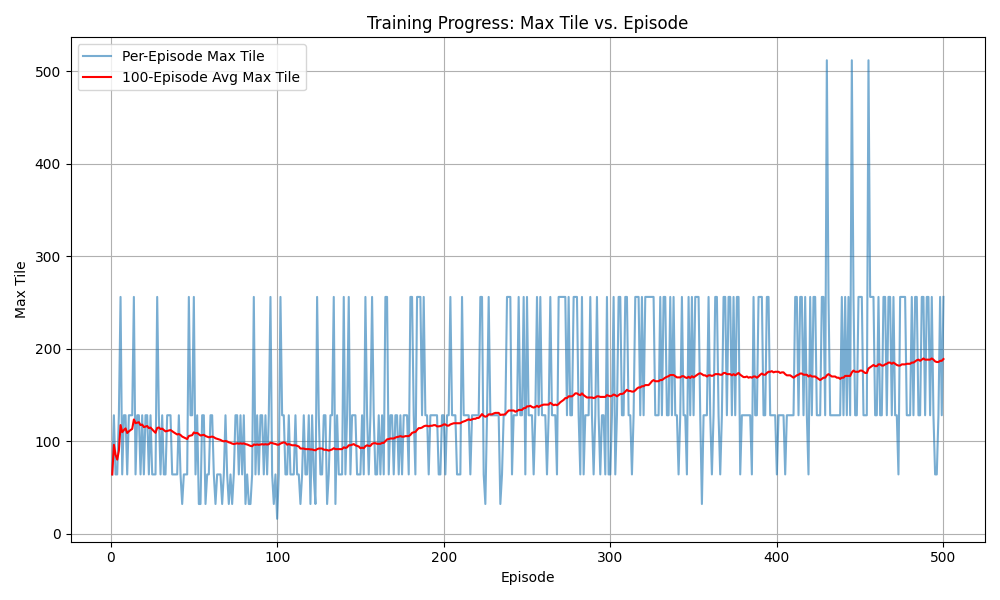 Training Progress: Max Tile vs. Episode
Per-Episode Max Tile
100-Episode Avg Max Tile
Max Tile
500
400
300
200
100
0
0 100 200 300 400 500
Episode